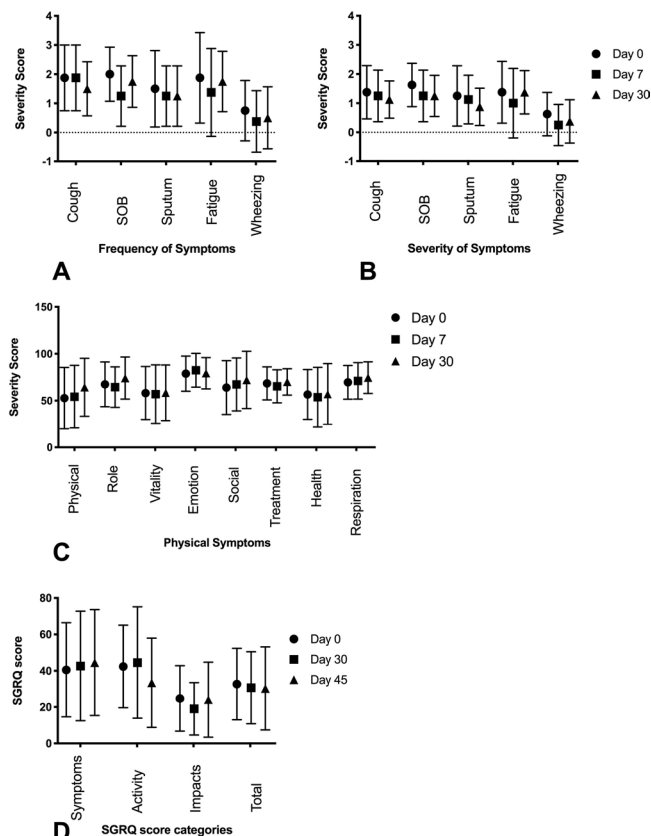 4
3
2
1
0
-1
Severity Score
Cough
SOB
Sputum
Fatigue
Wheezing
Frequency of Symptoms
A
4
3
2
1
0
-1
Severity Score
Cough
SOB
Sputum
Fatigue
Wheezing
Severity of Symptoms
B
Day 0
Day 7
Day 30
150
100
50
0
Severity Score
Physical
Role
Vitality
Emotion
Social
Treatment
Health
Respiration
Physical Symptoms
C
Day 0
Day 7
Day 30
80
60
40
20
0
SGRQ score
Symptoms
Activity
Impacts
Total
SGRQ score categories
D
Day 0
Day 30
Day 45